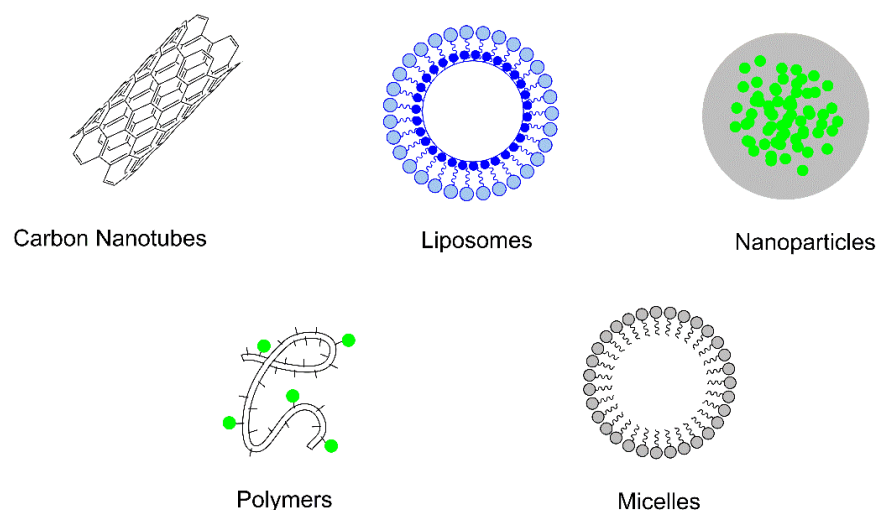 Carbon Nanotubes
Liposomes
Nanoparticles
Polymers
Micelles